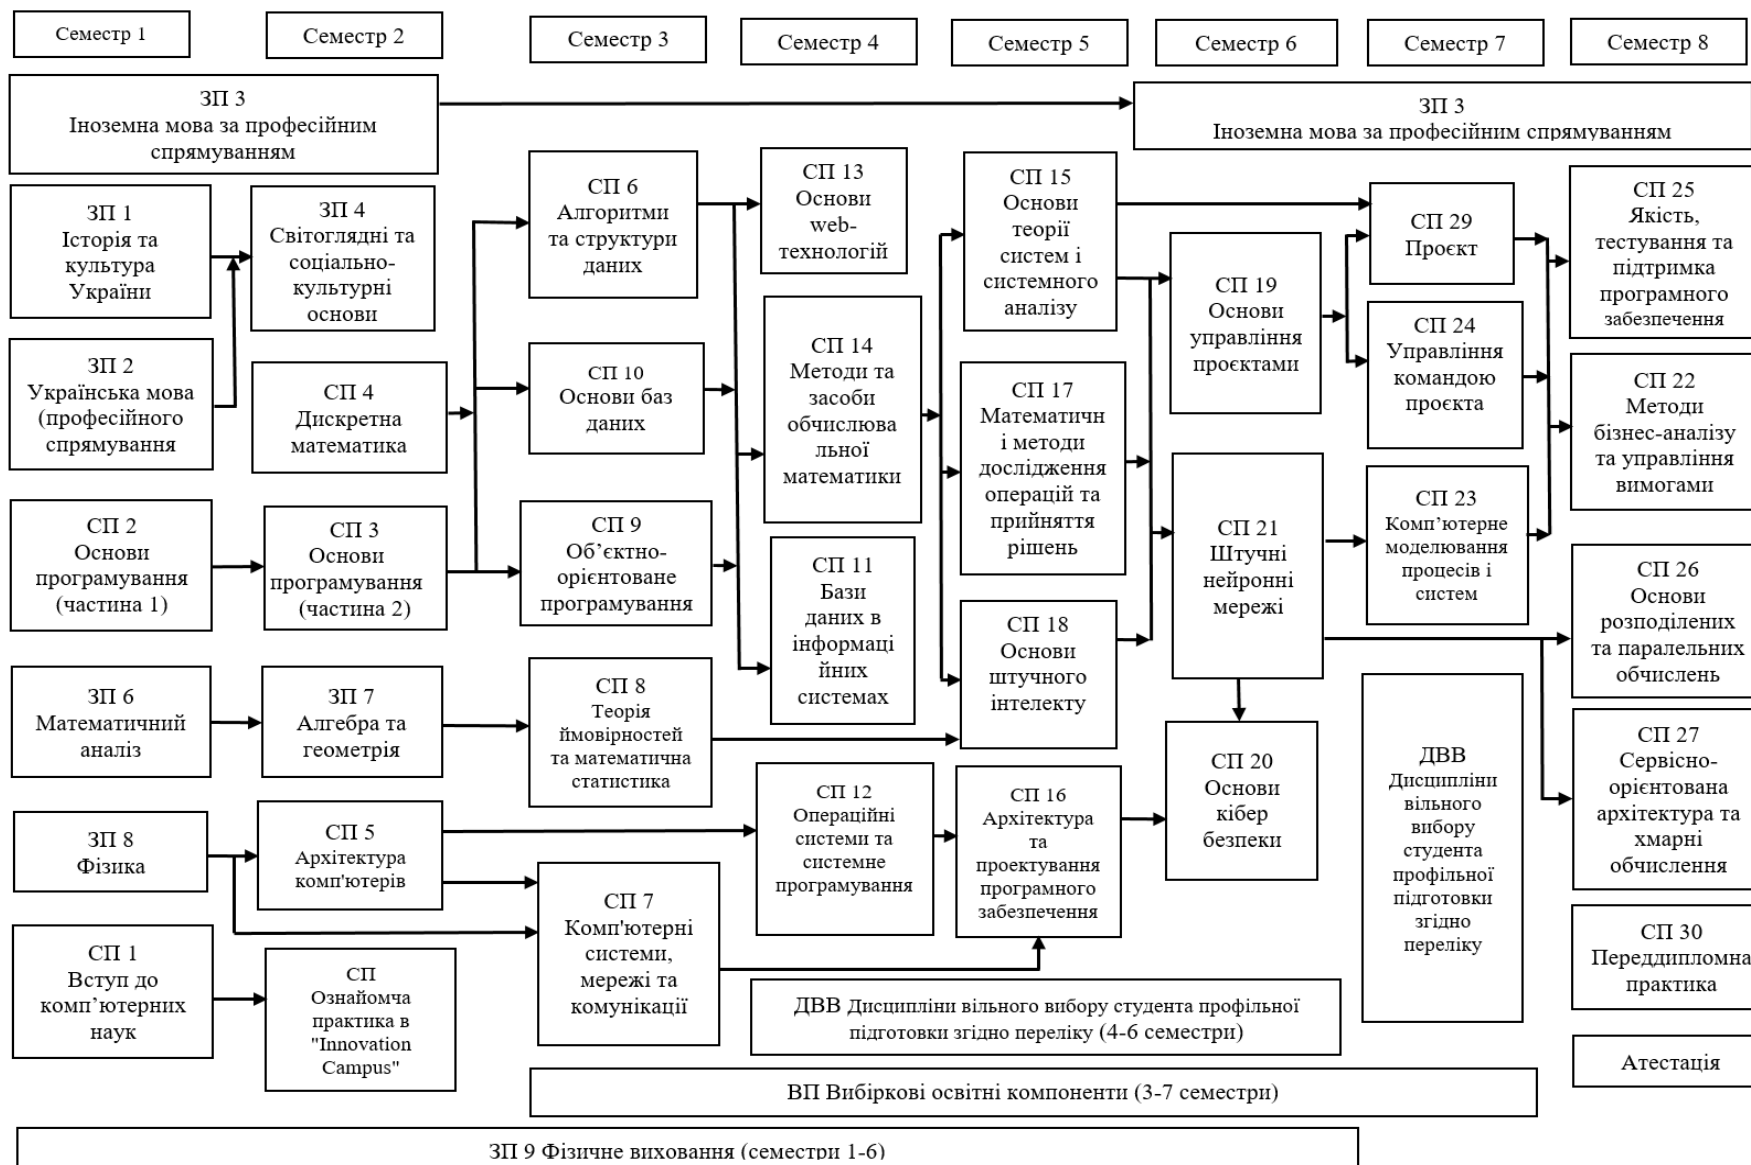 Семестр 1
Семестр 2
Семестр 3
Семестр 4
Семестр 5
Семестр 6
Семестр 7
Семестр 8
ЗП 3
Іноземна мова за професійним
спрямуванням
ЗП 3
Іноземна мова за професійним спрямуванням
ЗП 1
Історія та
культура
України
ЗП 2
Українська мова
(професійного
спрямування
СП 2
Основи
програмування
(частина 1)
ЗП 6
Математичний
аналіз
ЗП 8
Фізика
СП 1
Вступ до
комп’ютерних
наук
ЗП 4
Світоглядні та
соціально-
культурні
основи
СП 4
Дискретна
математика
СП 3
Основи
програмування
(частина 2)
ЗП 7
Алгебра та
геометрія
СП 5
Архітектура
комп'ютерів
СП
Ознайомча
практика в
"Innovation
Campus"
СП 6
Алгоритми
та структури
даних
СП 10
Основи баз
даних
СП 9
Об’єктно-
орієнтоване
програмування
СП 8
Теорія
ймовірностей
та математична
статистика
СП 7
Комп'ютерні
системи,
мережі та
комунікації
СП 13
Основи
web-
технологій
СП 14
Методи та
засоби
обчислюва
льної
математики
СП 11
Бази
даних в
інформаці
йних
системах
СП 12
Операційні
системи та
системне
програмування
СП 15
Основи
теорії
систем і
системного
аналізу
СП 17
Математичн
і методи
дослідження
операцій та
прийняття
рішень
СП 18
Основи
штучного
інтелекту
СП 16
Архітектура
та
проектування
програмного
забезпечення
СП 19
Основи
управління
проєктами
СП 21
Штучні
нейронні
мережі
СП 20
Основи
кібер
безпеки
СП 29
Проєкт
СП 24
Управління
командою
проєкта
СП 23
Комп’ютерне
моделювання
процесів і
систем
ДВВ
Дисципліни
вільного
вибору
студента
профільної
підготовки
згідно
переліку
СП 25
Якість,
тестування та
підтримка
програмного
забезпечення
СП 22
Методи
бізнес-аналізу
та управління
вимогами
СП 26
Основи
розподілених
та паралельних
обчислень
СП 27
Сервісно-
орієнтована
архітектура та
хмарні
обчислення
СП 30
Переддипломна
практика
Атестація
ДВВ Дисципліни вільного вибору студента профільної
підготовки згідно переліку (4-6 семестри)
ВП Вибіркові освітні компоненти (3-7 семестри)
ЗП 9 Фізичне виховання (семестри 1-6)